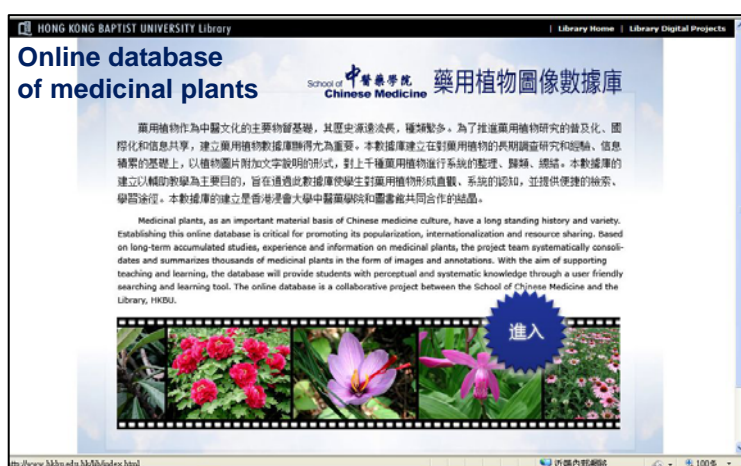 HONG KONG BAPTIST UNIVERSITY Library
| Library Home | Library Digital Projects
Online database
of medicinal plants
School of 中醫藥學院
Chinese Medicine
藥用植物圖像數據庫
藥用植物作為中醫文化的主要物質基礎，其歷史源遠流長，種類繁多。為了推進藥用植物研究的普及化、國
際化和信息共享，建立藥用植物數據庫顯得尤為重要。本數據庫建立在對藥用植物的長期調查研究和經驗、信息
積累的基礎上，以植物圖片附加文字說明的形式，對上千種藥用植物進行系統的整理、歸類、總結。本數據庫的
建立以輔助教學為主要目的，旨在通過此數據庫使學生對藥用植物形成直觀、系統的認知，並提供便捷的檢索、
學習途徑。本數據庫的建立是香港浸會大學中醫藥學院和圖書館共同合作的結晶。
Medicinal plants, as an important material basis of Chinese medicine culture, have a long standing history and variety.
Establishing this online database is critical for promoting its popularization, internationalization and resource sharing. Based
on long-term accumulated studies, experience and information on medicinal plants, the project team systematically consoli-
dates and summarizes thousands of medicinal plants in the form of images and annotations. With the aim of supporting
teaching and learning, the database will provide students with perceptual and systematic knowledge through a user friendly
searching and learning tool. The online database is a collaborative project between the School of Chinese Medicine and the
Library, HKBU.
進入
100%